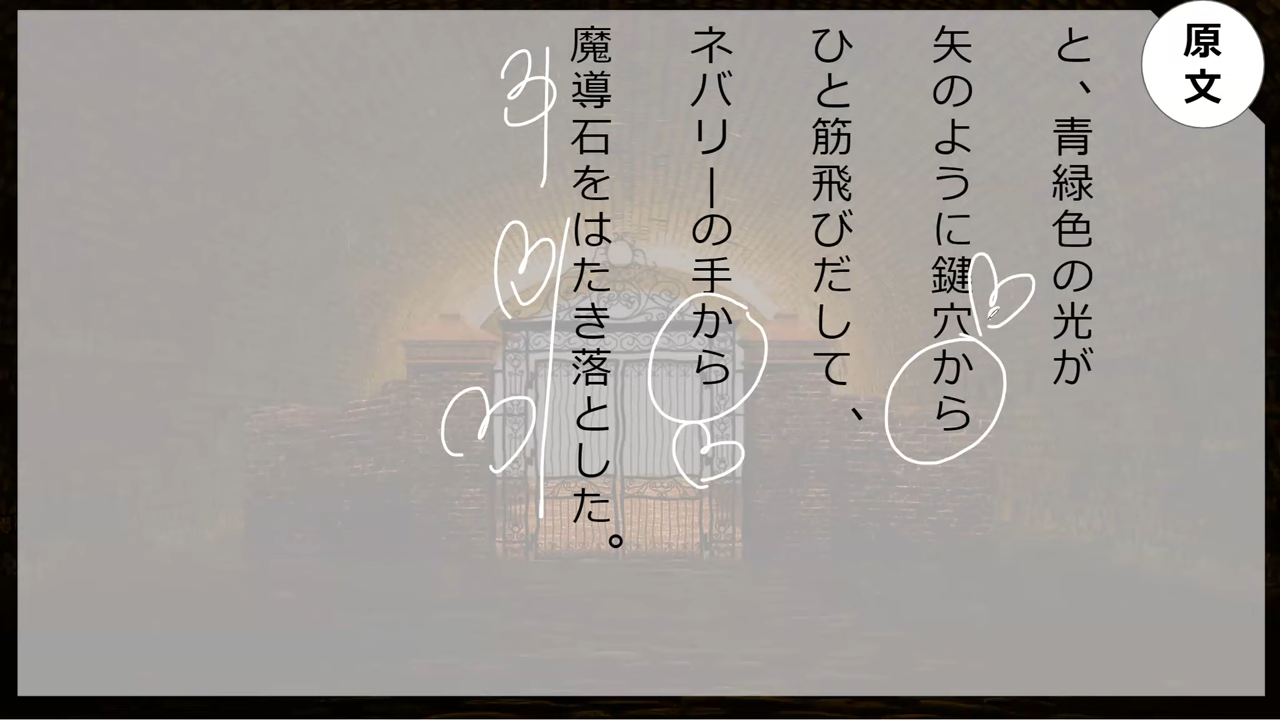 原文
と、青緑色の光が
矢のように鍵穴から
ひと筋飛びだして、
ネバリーの手から
魔導石をはたき落とした。